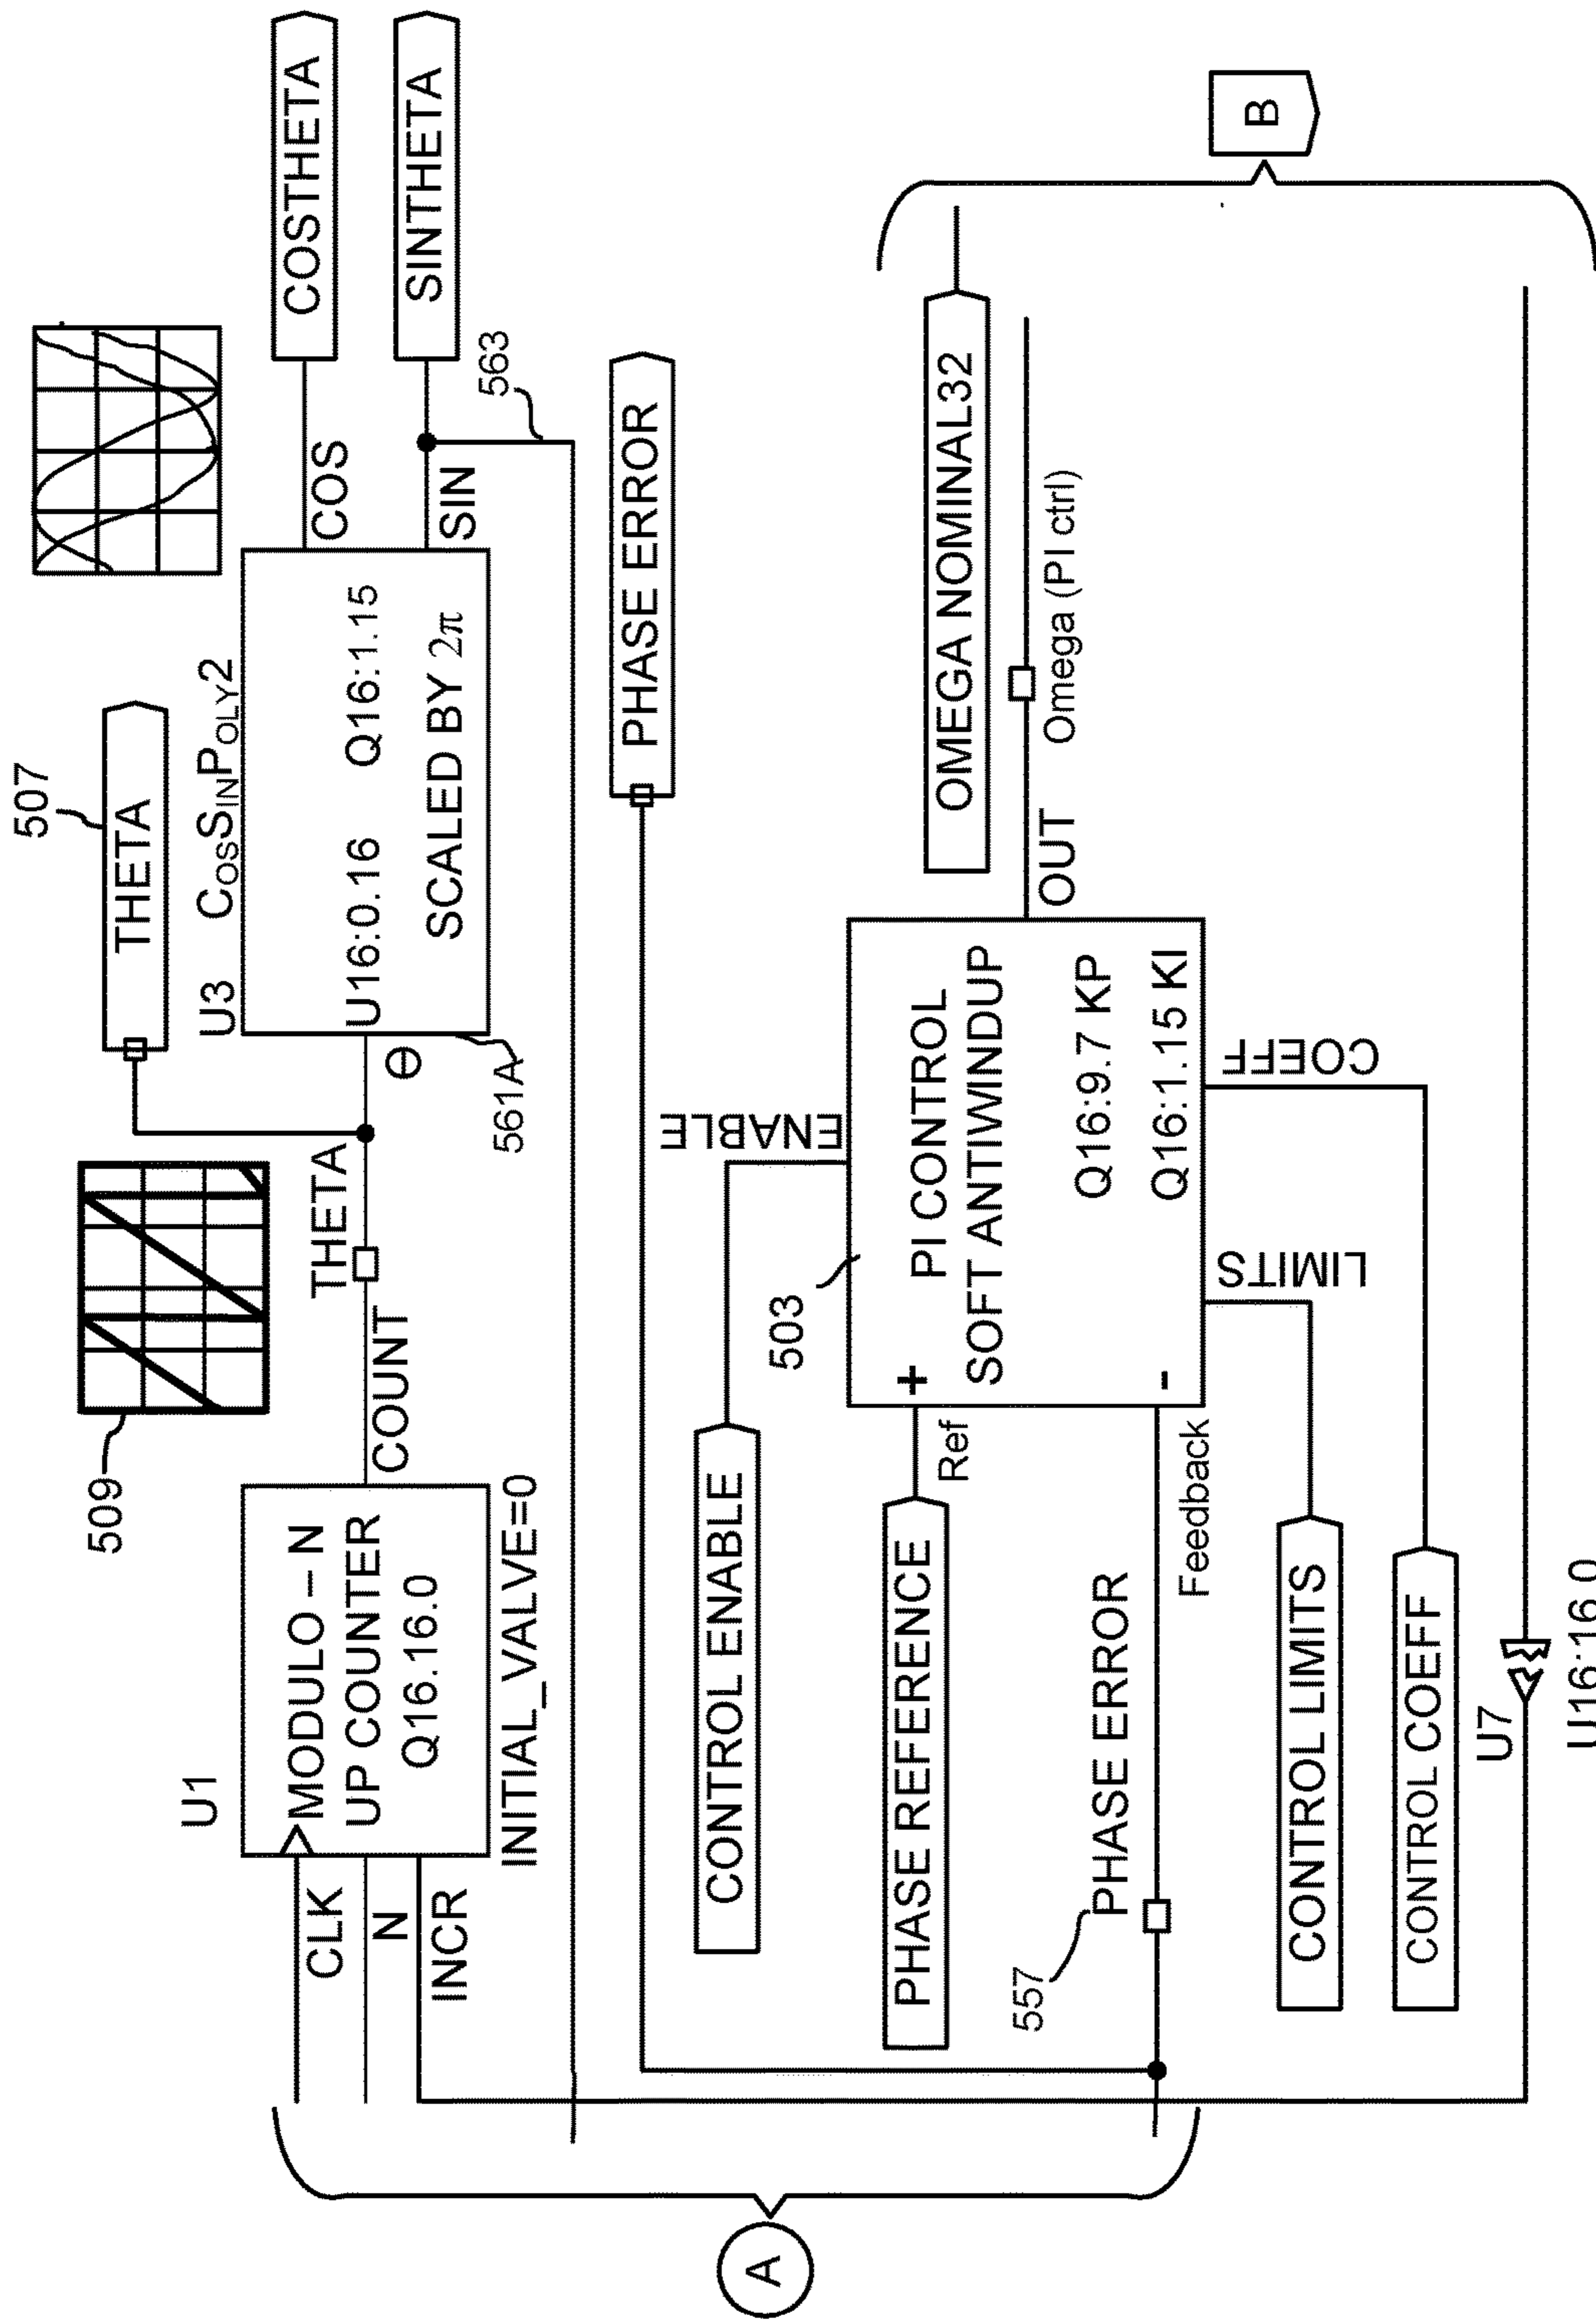 509
507
THETA
U1
MODULO – N
UP COUNTER
Q16.16.0
INITIAL_VALVE=0
CLK
N
INCR
COUNT
THETA
Θ
U3 COSSINPOLY2
U16:0.16 Q16:1.15
SCALED BY 2π
561A
COS
SIN
COSTHETA
SINTHETA
563
PHASE ERROR
CONTROL ENABLE
ENABLE
503
PHASE REFERENCE
Ref
+
PI CONTROL
SOFT ANTIWINDUP
Q16:9.7 KP
Q16:1.15 KI
-
OUT
OMEGA NOMINAL32
Omega (PI ctrl)
557
PHASE ERROR
Feedback
LIMITS
COEFF
CONTROL LIMITS
CONTROL COEFF
U7
U16:16.0
A
B